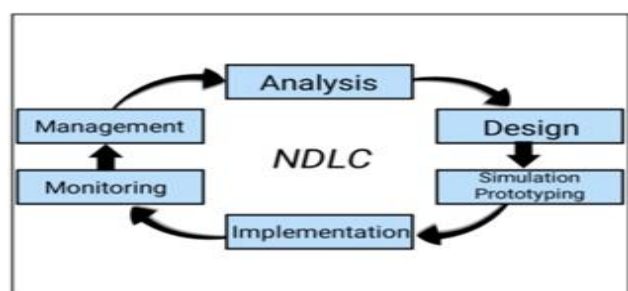 Analysis
Management
Design
NDLC
Monitoring
Simulation
Prototyping
Implementation